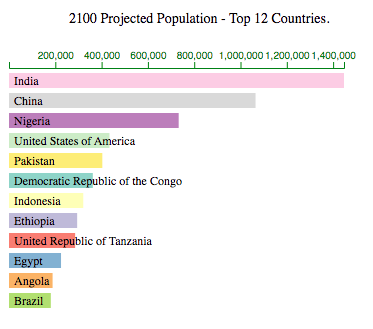 2100 Projected Population - Top 12 Countries.
200,000 400,000 600,000 800,000 1,000,000 1,200,000 1,400,000
India
China
Nigeria
United States of America
Pakistan
Democratic Republic of the Congo
Indonesia
Ethiopia
United Republic of Tanzania
Egypt
Angola
Brazil